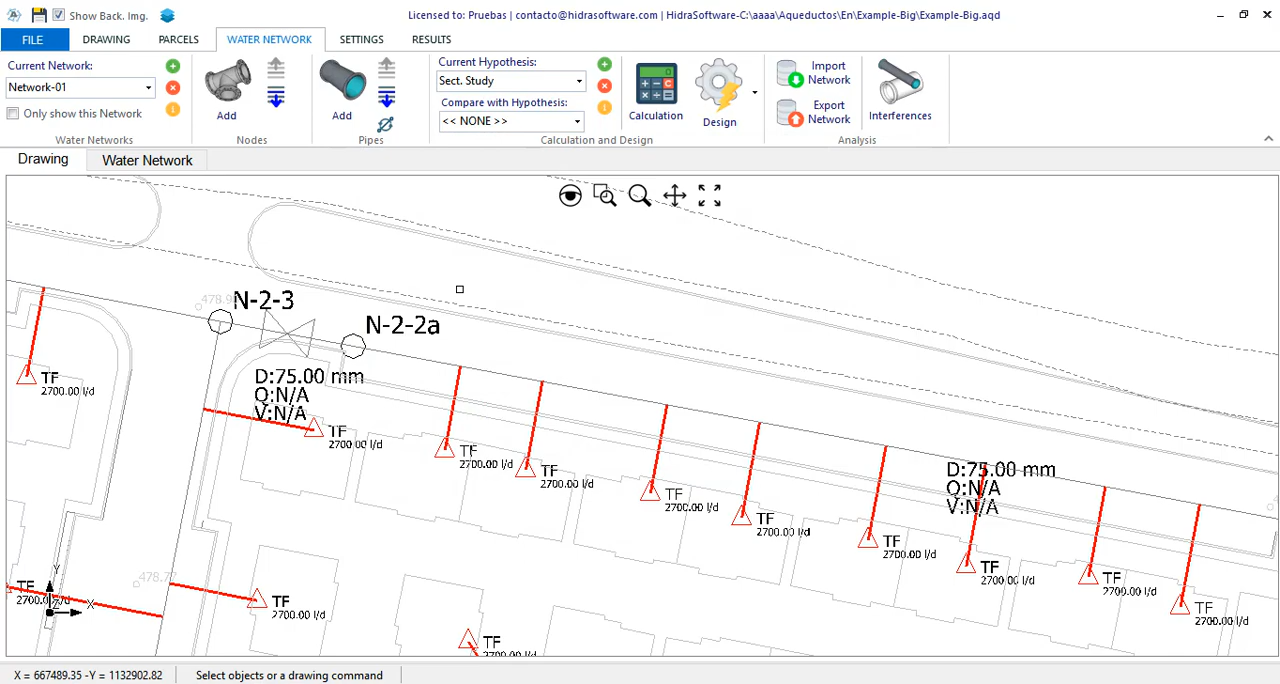 Show Back. Img.
Licensed to: Pruebas | contacto@hidrasoftware.com | HidraSoftware-C:\aaaa\Aqueductos\En\Example-Big\Example-Big.aqd
FILE DRAWING PARCELS WATER NETWORK SETTINGS RESULTS
Current Network:
Network-01
Only show this Network
Water Networks
Add
Nodes
Add
Pipes
Current Hypothesis:
Sect. Study
Compare with Hypothesis:
<< NONE >>
Calculation
Design
Calculation and Design
Import
Network
Export
Network
Interferences
Analysis
Drawing Water Network
N-2-3
N-2-2a
D:75.00 mm
Q:N/A
V:N/A
TF
2700.00 l/d
TF
2700.00 l/d
TF
2700.00 l/d
TF
2700.00 l/d
TF
2700.00 l/d
TF
2700.00 l/d
TF
2700.00 l/d
D:75.00 mm
Q:N/A
V:N/A
TF
2700.00 l/d
TF
2700.00 l/d
TF
2700.00 l/d
TF
2700.00 l/d
TF
2700.00 l/d
TF
2700.00 l/d
Y
X
Z
X = 667489.35 -Y = 1132902.82
Select objects or a drawing command